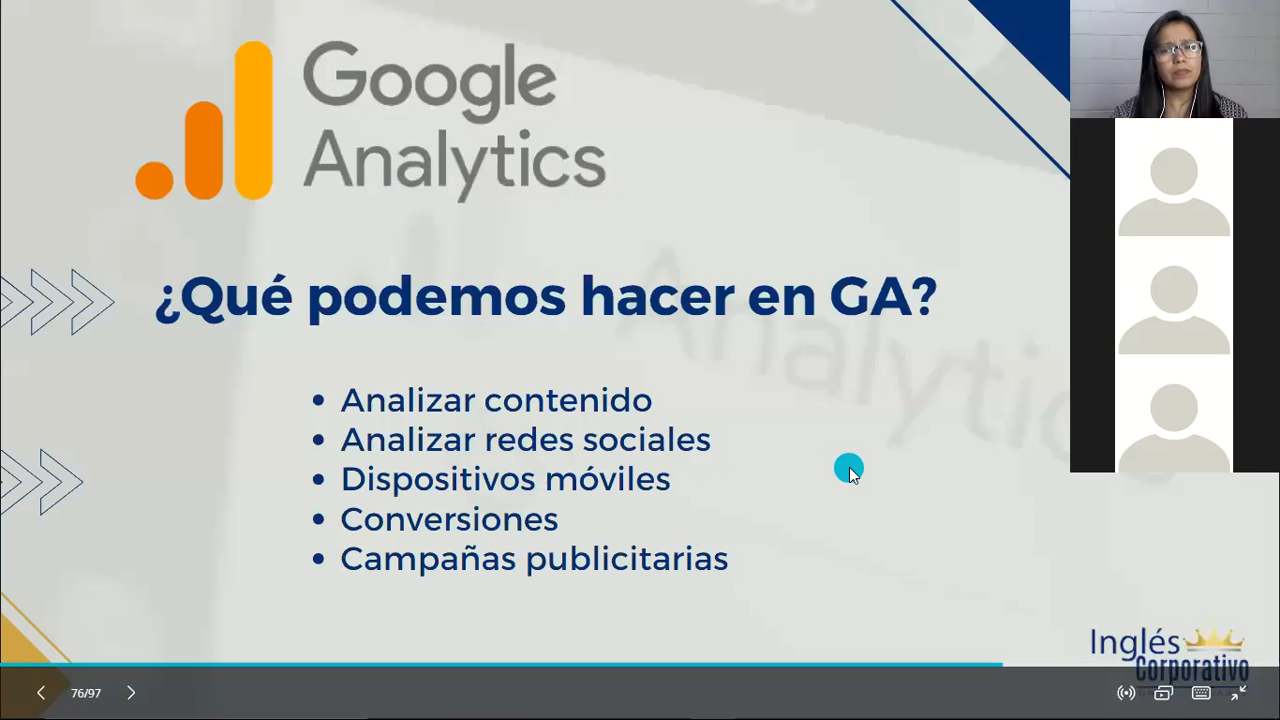 Google
Analytics
¿Qué podemos hacer en GA?
• Analizar contenido
• Analizar redes sociales
• Dispositivos móviles
• Conversiones
• Campañas publicitarias
Inglés
Corporativo
76/97